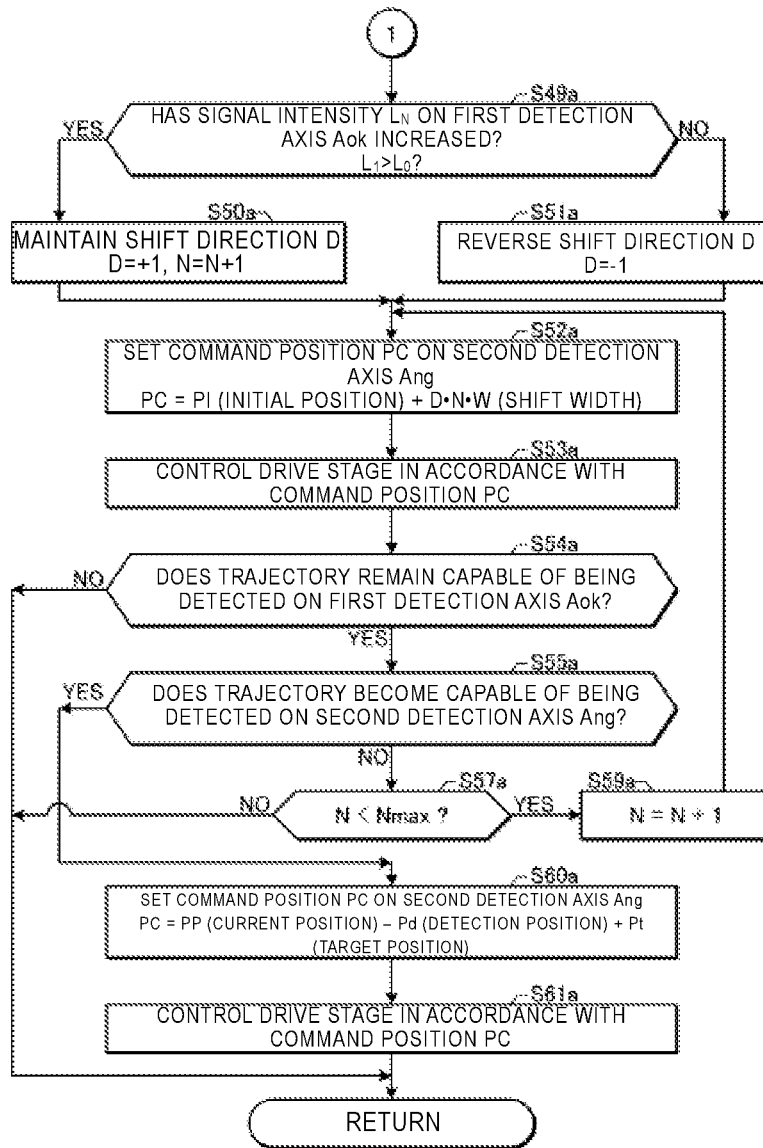 1
S49a
HAS SIGNAL INTENSITY LN ON FIRST DETECTION
AXIS Aok INCREASED?
L1>L0?
YES
NO
S50a
MAINTAIN SHIFT DIRECTION D
D=+1, N=N+1
S51a
REVERSE SHIFT DIRECTION D
D=-1
S52a
SET COMMAND POSITION PC ON SECOND DETECTION
AXIS Ang
PC = PI (INITIAL POSITION) + D•N•W (SHIFT WIDTH)
S53a
CONTROL DRIVE STAGE IN ACCORDANCE WITH
COMMAND POSITION PC
S54a
NO
DOES TRAJECTORY REMAIN CAPABLE OF BEING
DETECTED ON FIRST DETECTION AXIS Aok?
YES
S55a
YES
DOES TRAJECTORY BECOME CAPABLE OF BEING
DETECTED ON SECOND DETECTION AXIS Ang?
NO
S57a
NO
N < Nmax ?
YES
S59a
N = N + 1
S60a
SET COMMAND POSITION PC ON SECOND DETECTION AXIS Ang
PC = PP (CURRENT POSITION) – Pd (DETECTION POSITION) + Pt
(TARGET POSITION)
S61a
CONTROL DRIVE STAGE IN ACCORDANCE WITH
COMMAND POSITION PC
RETURN